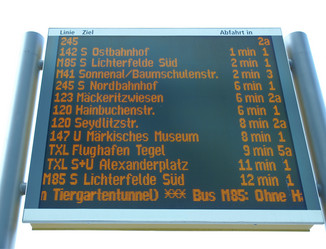 Linie Ziel Abfahrt in
245 2a
142 S Ostbahnhof 1 min 1
M85 S Lichterfelde Süd 2 min 1
M41 Sonnenal./Baumschulenstr. 2 min 3
245 S Nordbahnhof 6 min 1
123 Mäckeritzwiesen 6 min 2a
120 Hainbuchenstr. 6 min 1
120 Seydlitzstr. 8 min 2a
147 U Märkisches Museum 8 min 1
TXL Flughafen Tegel 9 min 5a
TXL S+U Alexanderplatz 11 min 1
M85 S Lichterfelde Süd 12 min 1
n Tiergartentunnel) *** Bus M85: Ohne H